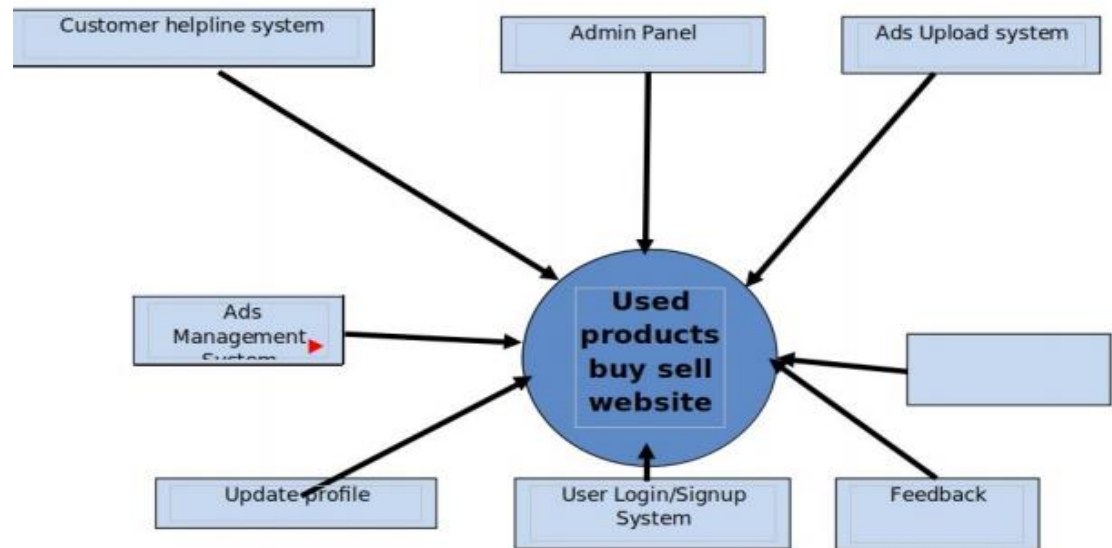 Customer helpline system
Admin Panel
Ads Upload system
Used
products
buy sell
website
Ads
Management
System
Update profile
User Login/Signup
System
Feedback